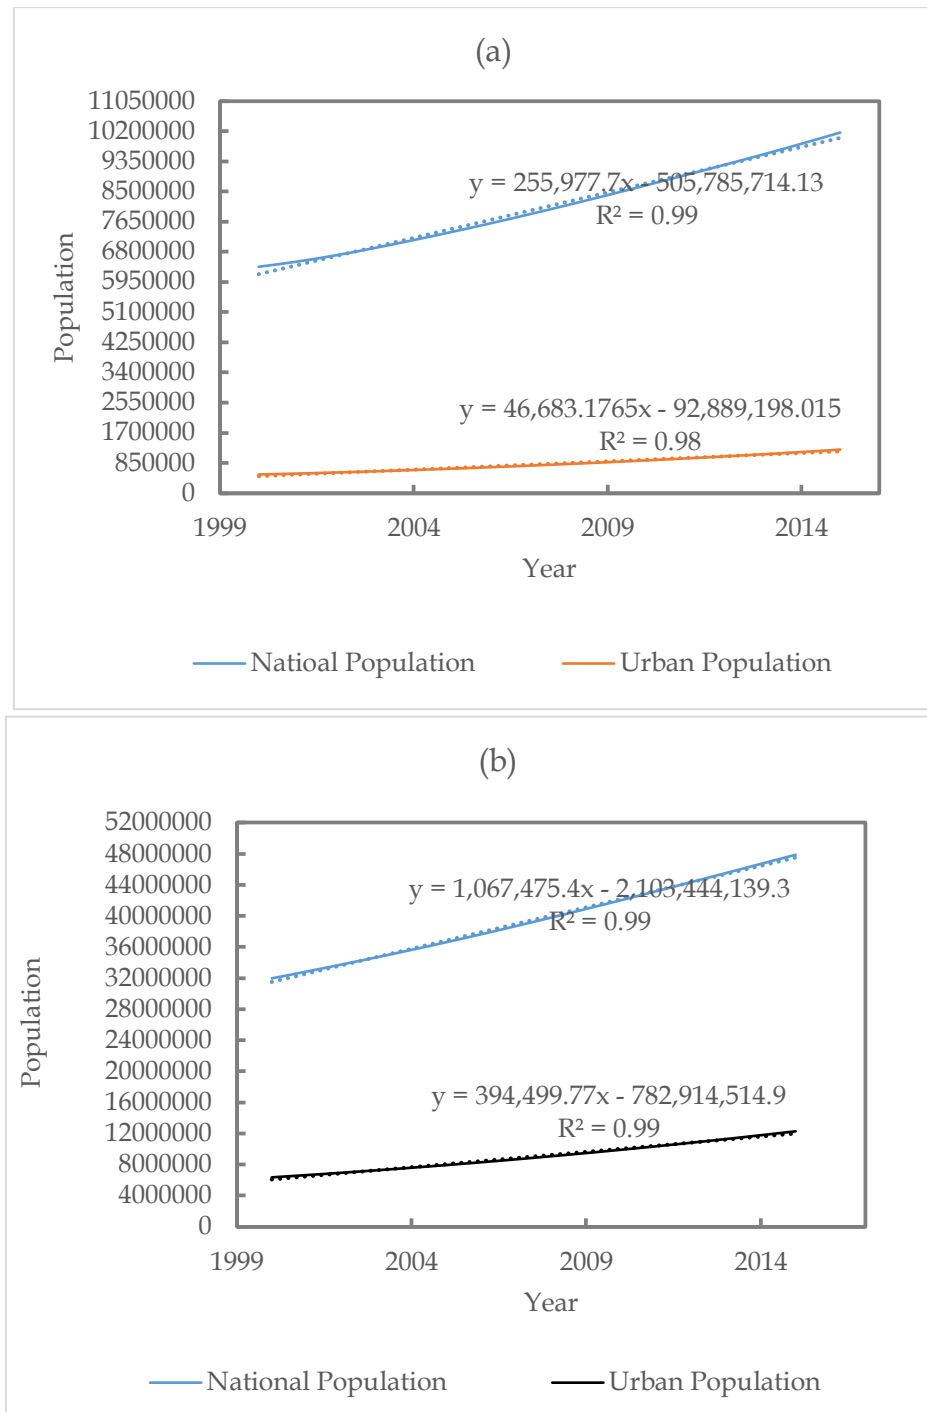 (a)
11050000
10200000
9350000
8500000
7650000
6800000
5950000
5100000
4250000
3400000
2550000
1700000
850000
0
Population
y = 255,977.7x - 505,785,714.13
R² = 0.99
y = 46,683.1765x - 92,889,198.015
R² = 0.98
1999 2004 2009 2014
Year
Natioal Population Urban Population
(b)
52000000
48000000
44000000
40000000
36000000
32000000
28000000
24000000
20000000
16000000
12000000
8000000
4000000
0
Population
y = 1,067,475.4x - 2,103,444,139.3
R² = 0.99
y = 394,499.77x - 782,914,514.9
R² = 0.99
1999 2004 2009 2014
Year
National Population Urban Population